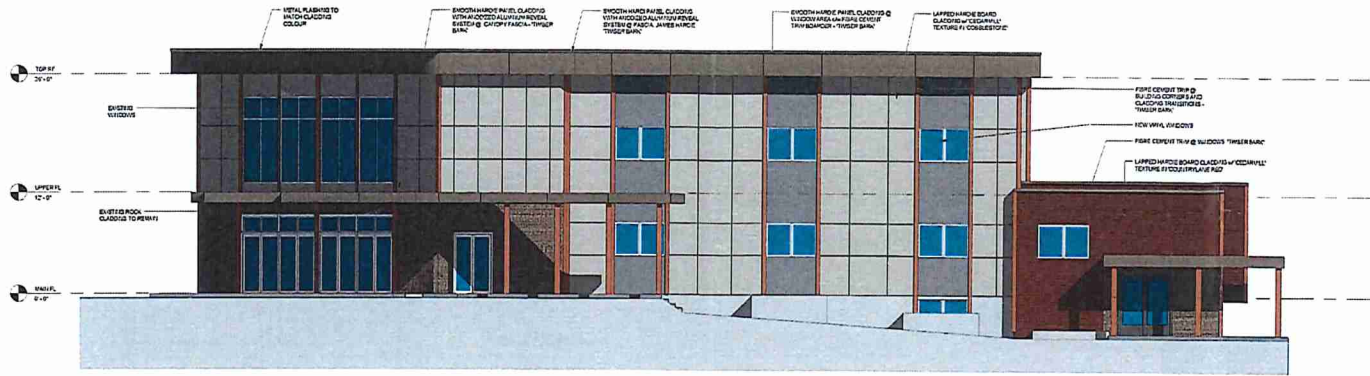 METAL FLASHING TO
MATCH CLADDING
COLOUR
SMOOTH HARDIE PANEL CLADDING
WITH ANODIZED ALUMINUM REVEAL
SYSTEM @ CANOPY FASCIA - "TIMBER
BARK"
SMOOTH HARDIE PANEL CLADDING
WITH ANODIZED ALUMINUM REVEAL
SYSTEM @ FASCIA. JAMES HARDIE
"TIMBER BARK"
SMOOTH HARDIE PANEL CLADDING @
WINDOW AREA FIBRE CEMENT
TRIM BOARDER - "TIMBER BARK"
LAPPED HARDIE BOARD
CLADDING w/ "CEDARMILL"
TEXTURE IN "COBBLESTONE"
TOP
EXISTING
WINDOWS
FIBRE CEMENT TRIM @
BUILDING CORNERS AND
CLADDING TRANSITIONS -
"TIMBER BARK"
NEW VINYL WINDOWS
FIBRE CEMENT TRIM @ WINDOWS "TIMBER BARK"
LAPPED HARDIE BOARD CLADDING w/ "CEDARMILL"
TEXTURE IN "COUNTRYLANE RED"
UPPER FL
EXISTING ROCK
CLADDING TO REMAIN
MAIN FL
0'-0"